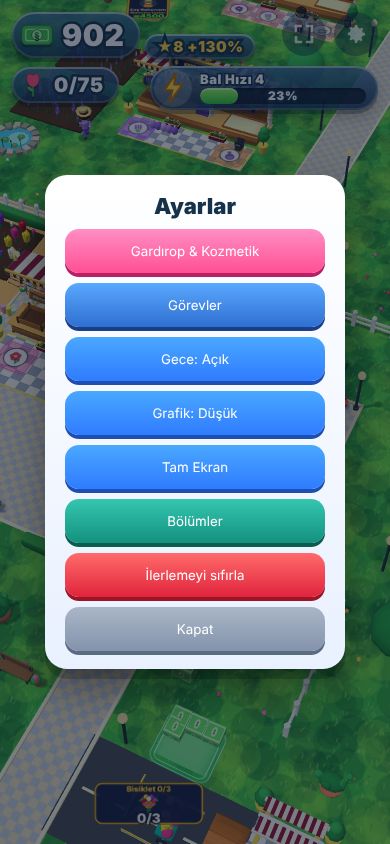 902
★8 +130%
0/75
Bal Hızı 4
23%
Ayarlar
Gardırop & Kozmetik
Görevler
Gece: Açık
Grafik: Düşük
Tam Ekran
Bölümler
İlerlemeyi sıfırla
Kapat
Bisiklet 0/3
0/3